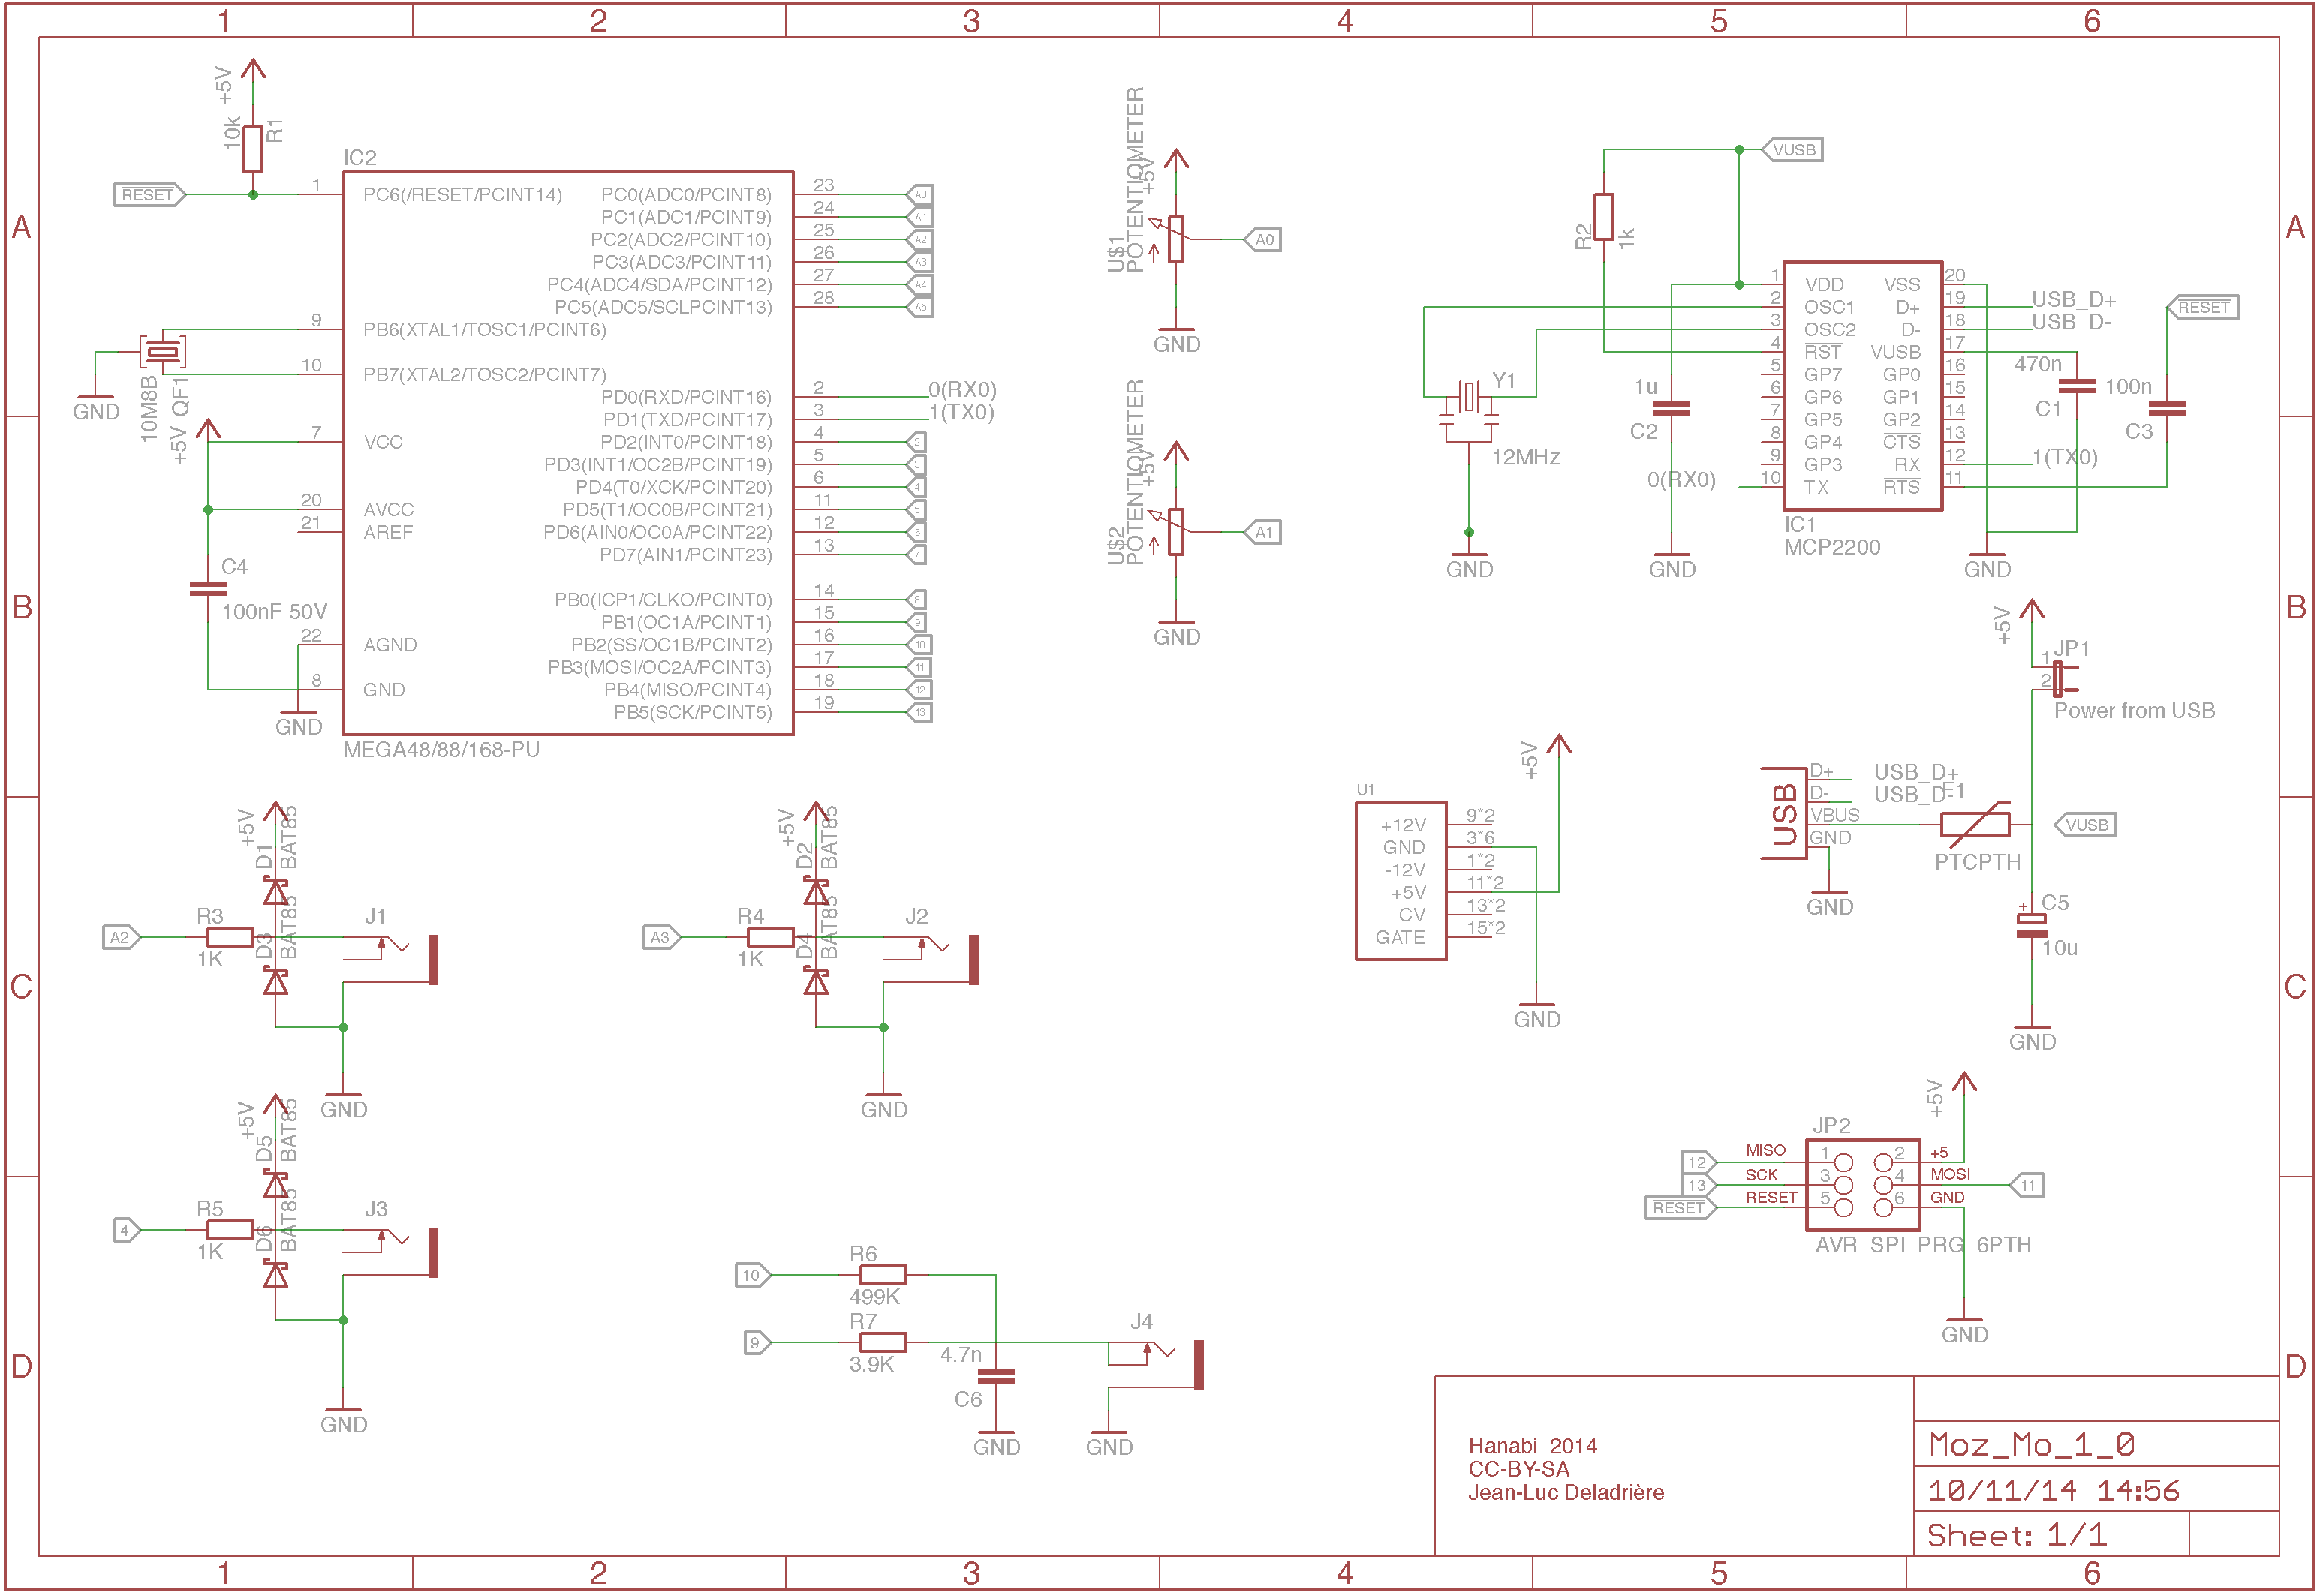 1 2 3 4 5 6
A
B
C
D
A
B
C
D
1 2 3 4 5 6
+5V
10k
R1
RESET
IC2
1 PC6(/RESET/PCINT14)
9 PB6(XTAL1/TOSC1/PCINT6)
10 PB7(XTAL2/TOSC2/PCINT7)
7 VCC
20 AVCC
21 AREF
22 AGND
8 GND
PC0(ADC0/PCINT8) 23 A0
PC1(ADC1/PCINT9) 24 A1
PC2(ADC2/PCINT10) 25 A2
PC3(ADC3/PCINT11) 26 A3
PC4(ADC4/SDA/PCINT12) 27 A4
PC5(ADC5/SCLPCINT13) 28 A5
PD0(RXD/PCINT16) 2 0(RX0)
PD1(TXD/PCINT17) 3 1(TX0)
PD2(INT0/PCINT18) 4 2
PD3(INT1/OC2B/PCINT19) 5 3
PD4(T0/XCK/PCINT20) 6 4
PD5(T1/OC0B/PCINT21) 11 5
PD6(AIN0/OC0A/PCINT22) 12 6
PD7(AIN1/PCINT23) 13 7
PB0(ICP1/CLKO/PCINT0) 14 8
PB1(OC1A/PCINT1) 15 9
PB2(SS/OC1B/PCINT2) 16 10
PB3(MOSI/OC2A/PCINT3) 17 11
PB4(MISO/PCINT4) 18 12
PB5(SCK/PCINT5) 19 13
MEGA48/88/168-PU
GND
10M8B
QF1
+5V
C4
100nF 50V
GND
U$1
POTENTIOMETER
+5V
A0
GND
U$2
POTENTIOMETER
+5V
A1
GND
VUSB
R2
1k
1 VDD VSS 20
2 OSC1 D+ 19 USB_D+
3 OSC2 D- 18 USB_D-
4 RST VUSB 17
5 GP7 GP0 16
6 GP6 GP1 15
7 GP5 GP2 14
8 GP4 CTS 13
9 GP3 RX 12 1(TX0)
0(RX0) 10 TX RTS 11
IC1
MCP2200
RESET
470n
C1
100n
C3
1u
C2
Y1
12MHz
GND
GND
GND
+5V
JP1
1
2
Power from USB
USB
D+ USB_D+
D- USB_D-
VBUS
GND
F1
PTCPTH
VUSB
GND
C5
+
10u
GND
U1
+12V 9*2
GND 3*6
-12V 1*2
+5V 11*2
CV 13*2
GATE 15*2
+5V
GND
+5V
D1
BAT85
D3
BAT85
A2
R3
1K
J1
GND
+5V
D2
BAT85
D4
BAT85
A3
R4
1K
J2
GND
+5V
D5
BAT85
D6
BAT85
4
R5
1K
J3
GND
10
R6
499K
9
R7
3.9K
4.7n
C6
J4
GND
GND
+5V
JP2
12 MISO 1 2 +5
13 SCK 3 4 MOSI 11
RESET RESET 5 6 GND
AVR_SPI_PRG_6PTH
GND
Hanabi 2014
CC-BY-SA
Jean-Luc Deladrière
Moz_Mo_1_0
10/11/14 14:56
Sheet: 1/1